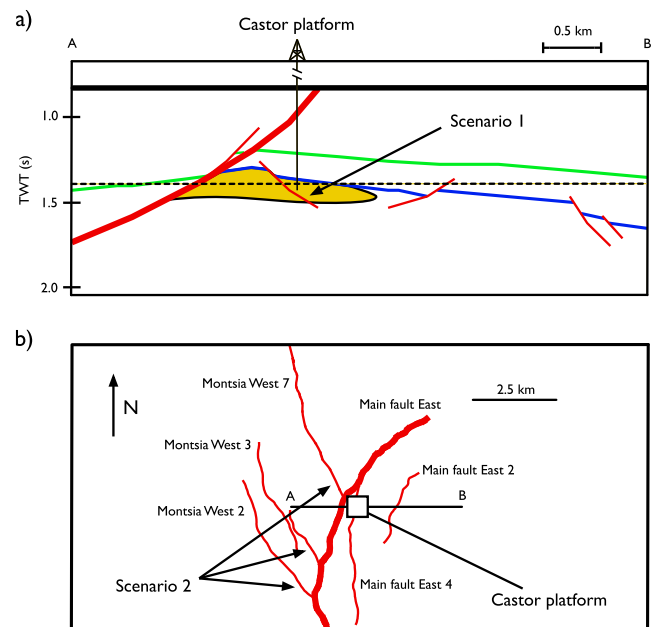 a)
Castor platform
A
0.5 km
B
1.0
Scenario 1
TWT (s)
1.5
2.0
b)
Montsia West 7
2.5 km
N
Main fault East
Montsia West 3
Main fault East 2
A
B
Montsia West 2
Scenario 2
Main fault East 4
Castor platform